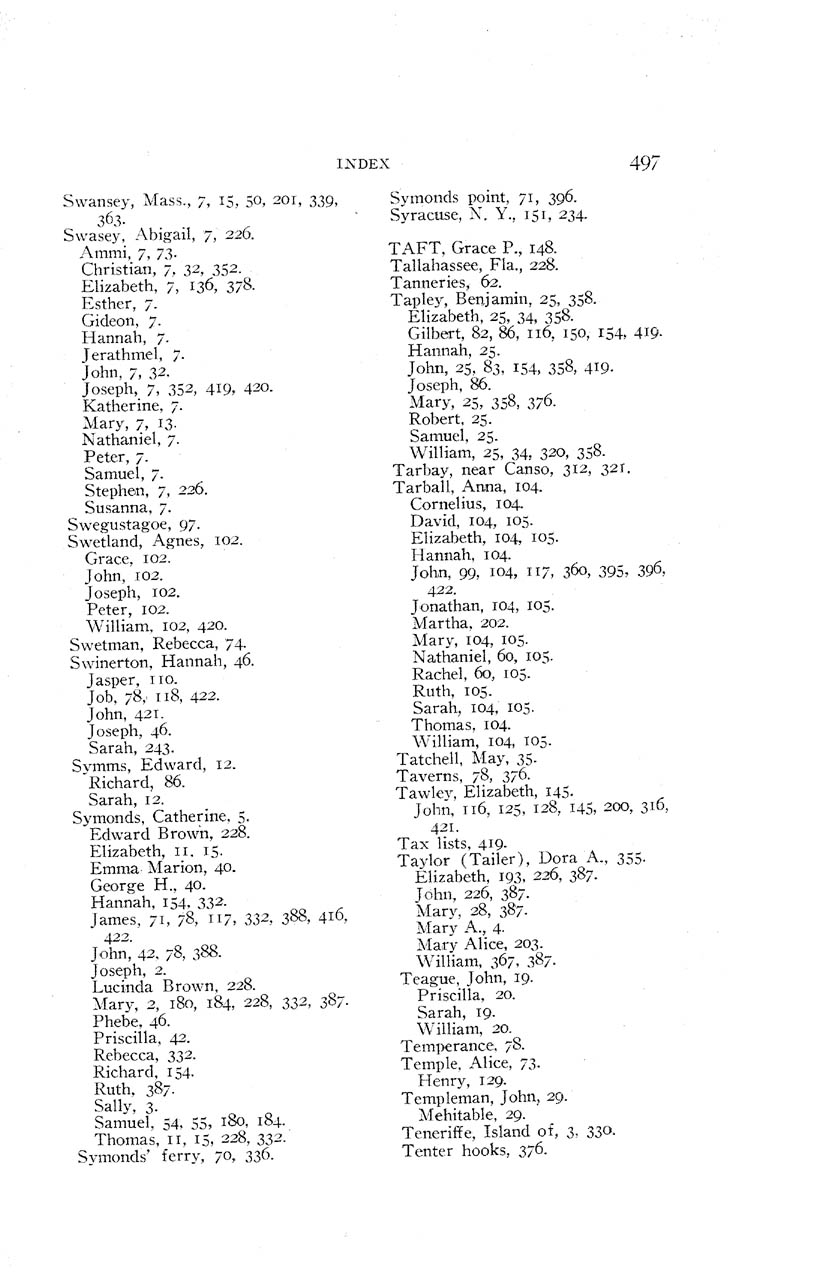 INDEX 497
Swansey, Mass., 7, 15, 50, 201, 339,
363.
Swasey, Abigail, 7, 226.
Ammi, 7, 73.
Christian, 7, 32, 352.
Elizabeth, 7, 136, 378.
Esther, 7.
Gideon, 7.
Hannah, 7.
Jerathmel, 7.
John, 7, 32.
Joseph, 7, 352, 419, 420.
Katherine, 7.
Mary, 7, 13.
Nathaniel, 7.
Peter, 7.
Samuel, 7.
Stephen, 7, 226.
Susanna, 7.
Swegustagoe, 97.
Swetland, Agnes, 102.
Grace, 102.
John, 102.
Joseph, 102.
Peter, 102.
William, 102, 420.
Swetman, Rebecca, 74.
Swinerton, Hannah, 46.
Jasper, 110.
Job, 78, 118, 422.
John, 421.
Joseph, 46.
Sarah, 243.
Symms, Edward, 12.
Richard, 86.
Sarah, 12.
Symonds, Catherine, 5.
Edward Brown, 228.
Elizabeth, 11, 15.
Emma Marion, 40.
George H., 40.
Hannah, 154, 332.
James, 71, 78, 117, 332, 388, 416,
422.
John, 42, 78, 388.
Joseph, 2.
Lucinda Brown, 228.
Mary, 2, 180, 184, 228, 332, 387.
Phebe, 46.
Priscilla, 42.
Rebecca, 332.
Richard, 154.
Ruth, 387.
Sally, 3.
Samuel, 54, 55, 180, 184.
Thomas, 11, 15, 228, 332.
Symonds' ferry, 70, 336.
Symonds point, 71, 396.
Syracuse, N. Y., 151, 234.
TAFT, Grace P., 148.
Tallahassee, Fla., 228.
Tanneries, 62.
Tapley, Benjamin, 25, 358.
Elizabeth, 25, 34, 358.
Gilbert, 82, 86, 116, 150, 154, 419.
Hannah, 25.
John, 25, 83, 154, 358, 419.
Joseph, 86.
Mary, 25, 358, 376.
Robert, 25.
Samuel, 25.
William, 25, 34, 320, 358.
Tarbay, near Canso, 312, 321.
Tarball, Anna, 104.
Cornelius, 104.
David, 104, 105.
Elizabeth, 104, 105.
Hannah, 104.
John, 99, 104, 117, 360, 395, 396,
422.
Jonathan, 104, 105.
Martha, 202.
Mary, 104, 105.
Nathaniel, 60, 105.
Rachel, 60, 105.
Ruth, 105.
Sarah, 104, 105.
Thomas, 104.
William, 104, 105.
Tatchell, May, 35.
Taverns, 78, 376.
Tawley, Elizabeth, 145.
John, 116, 125, 128, 145, 200, 316,
421.
Tax lists, 419.
Taylor (Tailer), Dora A., 355.
Elizabeth, 193, 226, 387.
John, 226, 387.
Mary, 28, 387.
Mary A., 4.
Mary Alice, 203.
William, 367, 387.
Teague, John, 19.
Priscilla, 20.
Sarah, 19.
William, 20.
Temperance, 78.
Temple, Alice, 73.
Henry, 129.
Templeman, John, 29.
Mehitable, 29.
Teneriffe, Island of, 3, 330.
Tenter hooks, 376.